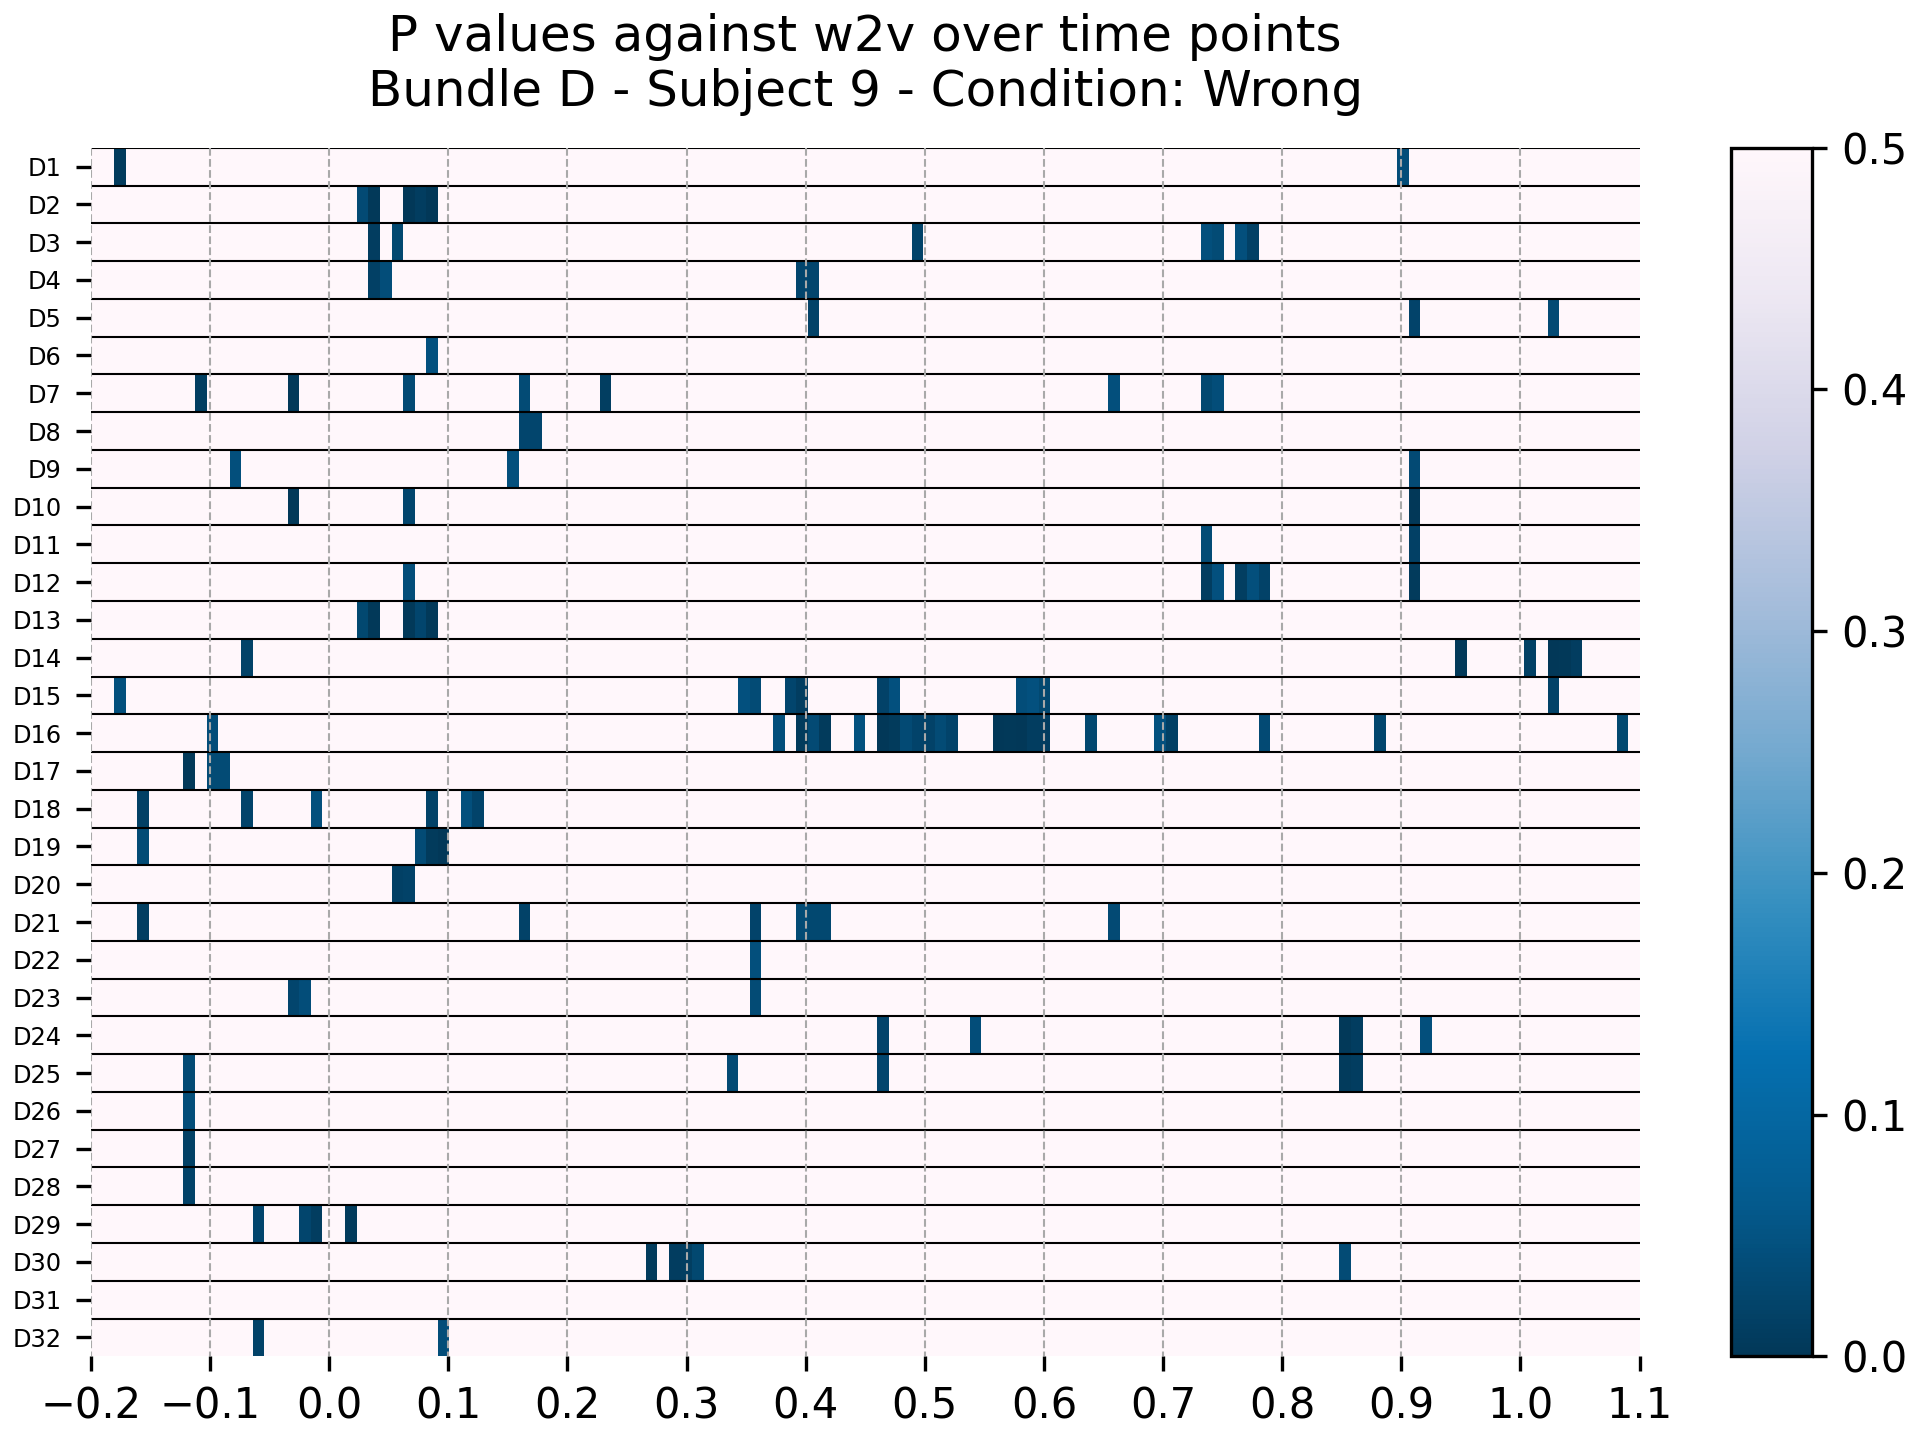 P values against w2v over time points
Bundle D - Subject 9 - Condition: Wrong
D1
D2
D3
D4
D5
D6
D7
D8
D9
D10
D11
D12
D13
D14
D15
D16
D17
D18
D19
D20
D21
D22
D23
D24
D25
D26
D27
D28
D29
D30
D31
D32
−0.2 −0.1 0.0 0.1 0.2 0.3 0.4 0.5 0.6 0.7 0.8 0.9 1.0 1.1
0.5
0.4
0.3
0.2
0.1
0.0